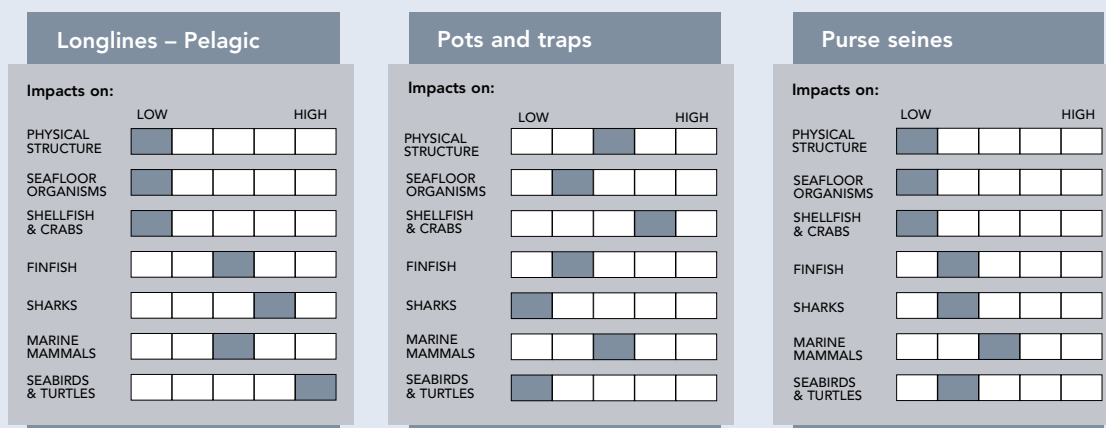 Longlines – Pelagic
Impacts on:
LOW HIGH
PHYSICAL
STRUCTURE
SEAFLOOR
ORGANISMS
SHELLFISH
& CRABS
FINFISH
SHARKS
MARINE
MAMMALS
SEABIRDS
& TURTLES
Pots and traps
Impacts on:
LOW HIGH
PHYSICAL
STRUCTURE
SEAFLOOR
ORGANISMS
SHELLFISH
& CRABS
FINFISH
SHARKS
MARINE
MAMMALS
SEABIRDS
& TURTLES
Purse seines
Impacts on:
LOW HIGH
PHYSICAL
STRUCTURE
SEAFLOOR
ORGANISMS
SHELLFISH
& CRABS
FINFISH
SHARKS
MARINE
MAMMALS
SEABIRDS
& TURTLES